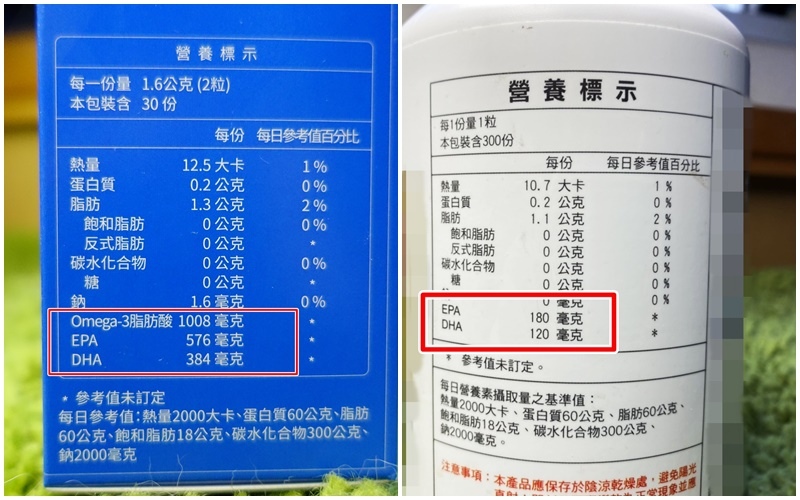 營養標示
每一份量 1.6公克 (2粒)
本包裝含 30 份
每份 每日參考值百分比
熱量 12.5 大卡 1 %
蛋白質 0.2 公克 0 %
脂肪 1.3 公克 2 %
飽和脂肪 0 公克 0 %
反式脂肪 0 公克 *
碳水化合物 0 公克 0 %
糖 0 公克 *
鈉 1.6 毫克 0 %
Omega-3脂肪酸 1008 毫克 *
EPA 576 毫克 *
DHA 384 毫克 *
* 參考值未訂定
每日參考值:熱量2000大卡、蛋白質60公克、脂肪
60公克、飽和脂肪18公克、碳水化合物300公克、
鈉2000毫克
營養標示
每1份量1粒
本包裝含300份
每份 每日參考值百分比
熱量 10.7 大卡 1 %
蛋白質 0.2 公克 0 %
脂肪 1.1 公克 2 %
飽和脂肪 0 公克 0 %
反式脂肪 0 公克 *
碳水化合物 0 公克 0 %
糖 0 公克 *
0 毫克 0 %
EPA 180 毫克 *
DHA 120 毫克 *
* 參考值未訂定。
每日營養素攝取量之基準值:
熱量2000大卡、蛋白質60公克、脂肪60公克、
飽和脂肪18公克、碳水化合物300公克、
鈉2000毫克。
注意事項:本產品應保存於陰涼乾燥處,避免陽光